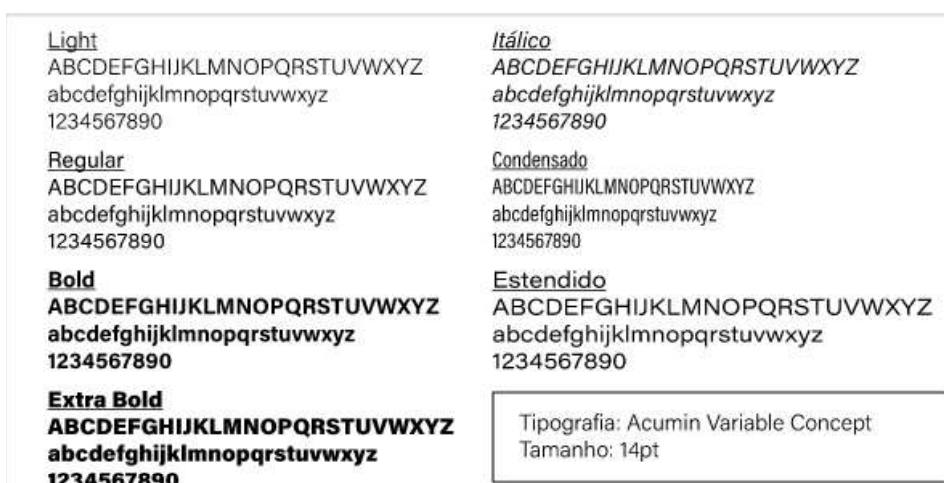 Light
ABCDEFGHIJKLMNOPQRSTUVWXYZ
abcdefghijklmnopqrstuvwxyz
1234567890
Regular
ABCDEFGHIJKLMNOPQRSTUVWXYZ
abcdefghijklmnopqrstuvwxyz
1234567890
Bold
ABCDEFGHIJKLMNOPQRSTUVWXYZ
abcdefghijklmnopqrstuvwxyz
1234567890
Extra Bold
ABCDEFGHIJKLMNOPQRSTUVWXYZ
abcdefghijklmnopqrstuvwxyz
1234567890
Itálico
ABCDEFGHIJKLMNOPQRSTUVWXYZ
abcdefghijklmnopqrstuvwxyz
1234567890
Condensado
ABCDEFGHIJKLMNOPQRSTUVWXYZ
abcdefghijklmnopqrstuvwxyz
1234567890
Estendido
ABCDEFGHIJKLMNOPQRSTUVWXYZ
abcdefghijklmnopqrstuvwxyz
1234567890
Tipografia: Acumin Variable Concept
Tamanho: 14pt